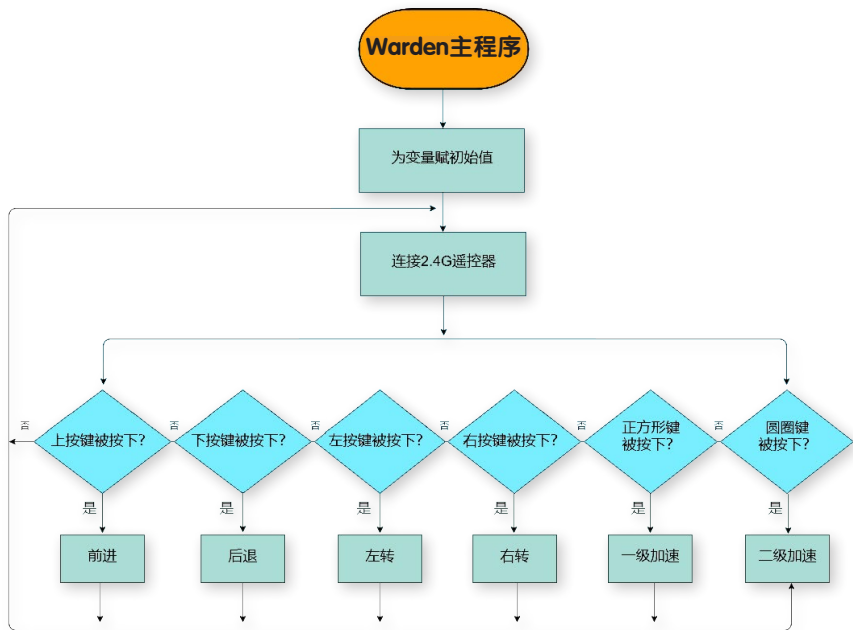 Warden主程序
为变量赋初始值
连接2.4G遥控器
否
上按键被按下？
否
下按键被按下？
否
左按键被按下？
否
右按键被按下？
否
正方形键
被按下？
否
圆圈键
被按下？
是
是
是
是
是
是
前进
后退
左转
右转
一级加速
二级加速